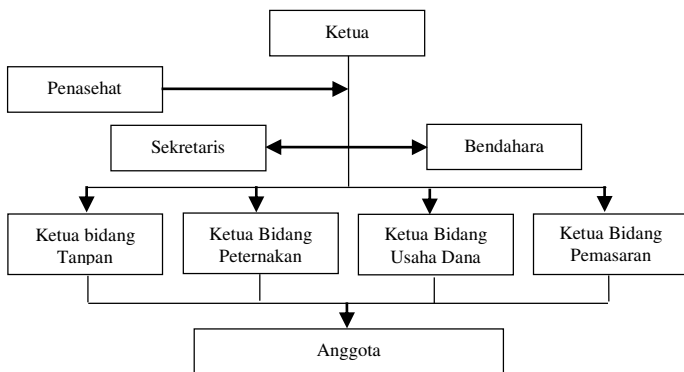 Ketua
Penasehat
Sekretaris
Bendahara
Ketua bidang
Tanpan
Ketua Bidang
Peternakan
Ketua Bidang
Usaha Dana
Ketua Bidang
Pemasaran
Anggota